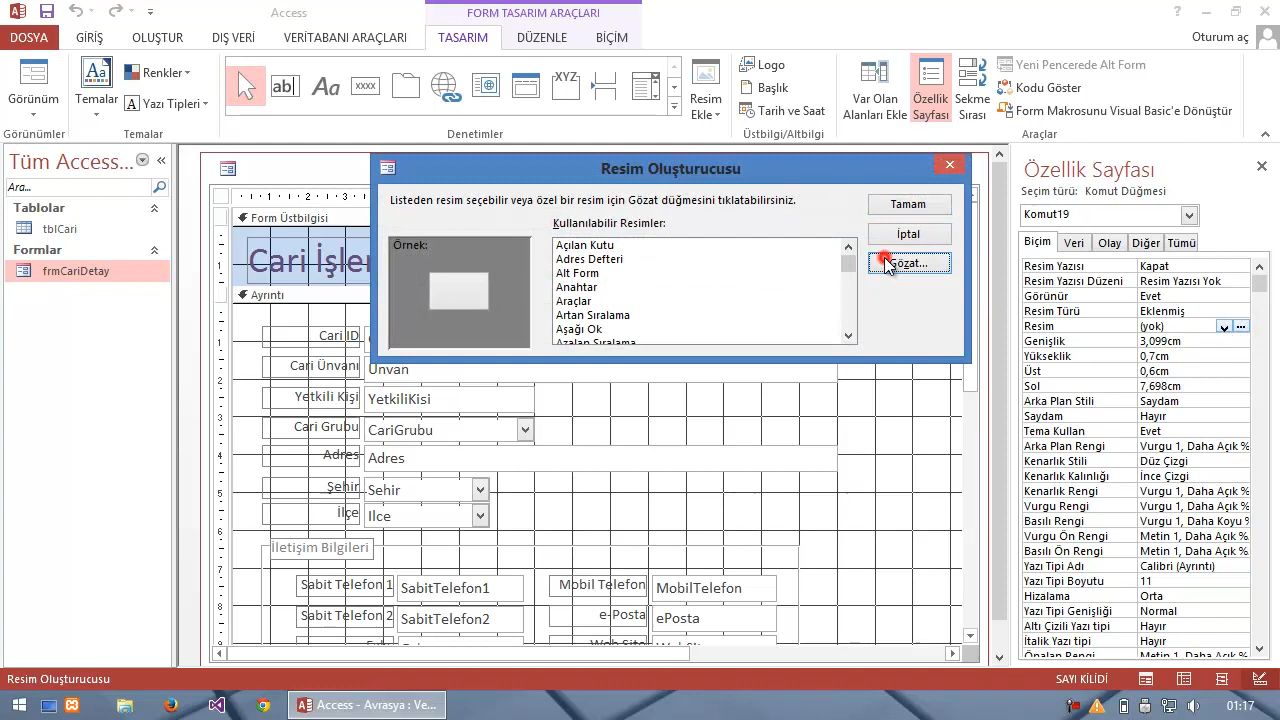 Access
FORM TASARIM ARAÇLARI
DOSYA
GİRİŞ
OLUŞTUR
DIŞ VERİ
VERİTABANI ARAÇLARI
TASARIM
DÜZENLE
BİÇİM
Oturum aç
Görünüm
Temalar
Renkler
Yazı Tipleri
ab
Aa
XXXX
XYZ
Resim Ekle
Logo
Başlık
Tarih ve Saat
Var Olan Alanları Ekle
Özellik Sayfası
Sekme Sırası
Yeni Pencerede Alt Form
Kodu Göster
Form Makrosunu Visual Basic'e Dönüştür
Görünümler
Temalar
Denetimler
Üstbilgi/Altbilgi
Araçlar
Tüm Access...
Ara...
Tablolar
tblCari
Formlar
frmCariDetay
Form Üstbilgisi
Cari İşlem
Ayrıntı
Resim Oluşturucusu
Listeden resim seçebilir veya özel bir resim için Gözat düğmesini tıklatabilirsiniz.
Örnek:
Kullanılabilir Resimler:
Açılan Kutu
Adres Defteri
Alt Form
Anahtar
Araçlar
Artan Sıralama
Aşağı Ok
Azalan Sıralama
Tamam
İptal
Gözat...
Cari ID
Cari Ünvanı
Unvan
Yetkili Kişi
YetkiliKisi
Cari Grubu
CariGrubu
Adres
Adres
Şehir
Sehir
İlçe
Ilce
İletişim Bilgileri
Sabit Telefon 1
SabitTelefon1
Mobil Telefon
MobilTelefon
Sabit Telefon 2
SabitTelefon2
e-Posta
ePosta
Özellik Sayfası
Seçim türü: Komut Düğmesi
Komut19
Biçim
Veri
Olay
Diğer
Tümü
Resim Yazısı Kapat
Resim Yazısı Düzeni Resim Yazısı Yok
Görünür Evet
Resim Türü Eklenmiş
Resim (yok)
Genişlik 3,099cm
Yükseklik 0,7cm
Üst 0,6cm
Sol 7,698cm
Arka Plan Stili Saydam
Saydam Hayır
Tema Kullan Evet
Arka Plan Rengi Vurgu 1, Daha Açık %
Kenarlık Stili Düz Çizgi
Kenarlık Kalınlığı İnce Çizgi
Kenarlık Rengi Vurgu 1, Daha Açık %
Vurgu Rengi Vurgu 1, Daha Açık %
Basılı Rengi Vurgu 1, Daha Koyu %
Vurgu Ön Rengi Metin 1, Daha Açık %
Basılı Ön Rengi Metin 1, Daha Açık %
Yazı Tipi Adı Calibri (Ayrıntı)
Yazı Tipi Boyutu 11
Hizalama Orta
Yazı Tipi Genişliği Normal
Altı Çizili Yazı tipi Hayır
İtalik Yazı Tipi Hayır
Önalan Rengi Metin 1, Daha Açık %
Resim Oluşturucusu
SAYI KİLİDİ
Access - Avrasya : Ve...
01:17